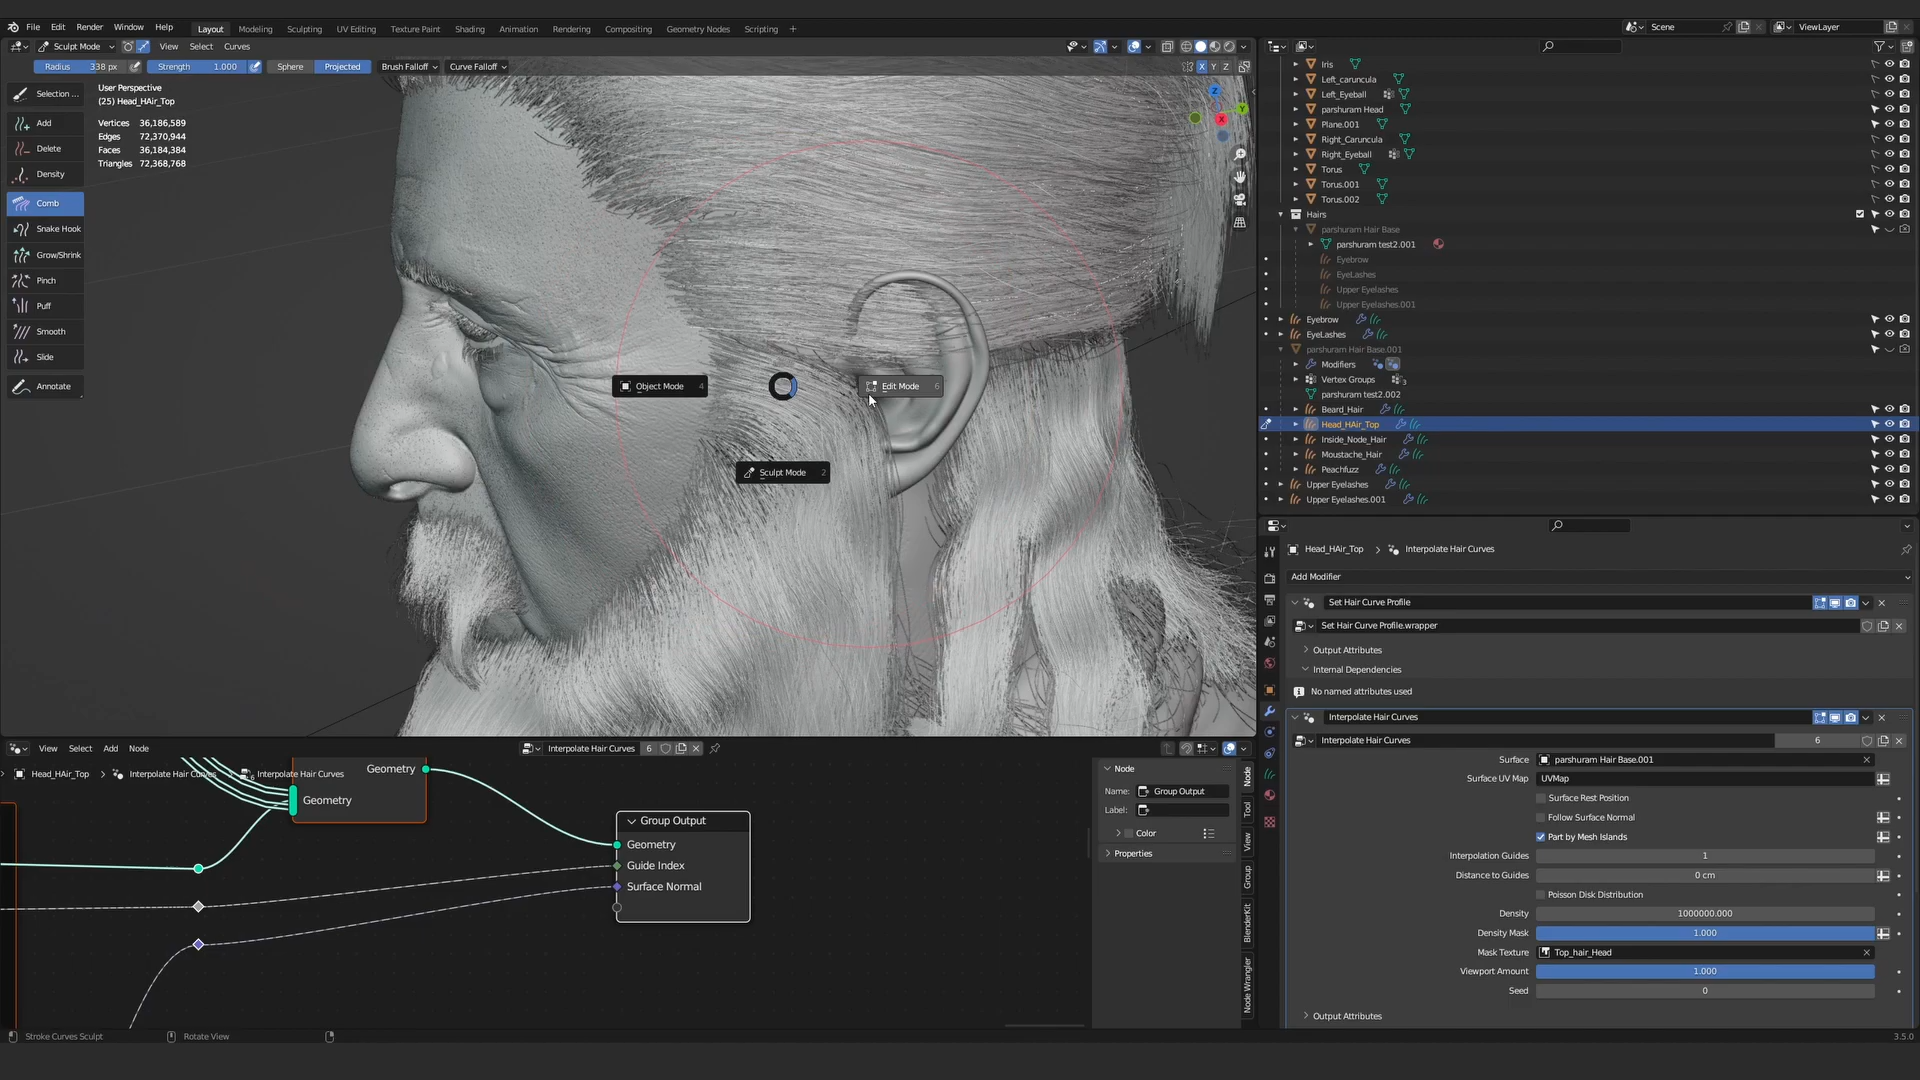 File Edit Render Window Help Layout Modeling Sculpting UV Editing Texture Paint Shading Animation Rendering Compositing Geometry Nodes Scripting + Scene ViewLayer
Sculpt Mode View Select Curves
Radius 338 px Strength 1.000 Sphere Projected Brush Falloff Curve Falloff X Y Z
User Perspective
(25) Head_HAir_Top
Vertices 36,186,589
Edges 72,370,944
Faces 36,184,384
Triangles 72,368,768
Selection ...
Add
Delete
Density
Comb
Snake Hook
Grow/Shrink
Pinch
Puff
Smooth
Slide
Annotate
Z
Y
X
Object Mode 4
Edit Mode 6
Sculpt Mode 2
Iris
Left_caruncula
Left_Eyeball
parshuram Head
Plane.001
Right_Caruncula
Right_Eyeball
Torus
Torus.001
Torus.002
Hairs
parshuram Hair Base
parshuram test2.001
Eyebrow
EyeLashes
Upper Eyelashes
Upper Eyelashes.001
Eyebrow
EyeLashes
parshuram Hair Base.001
Modifiers
Vertex Groups 3
parshuram test2.002
Beard_Hair
Head_HAir_Top
Inside_Node_Hair
Moustache_Hair
Peachfuzz
Upper Eyelashes
Upper Eyelashes.001
Head_HAir_Top > Interpolate Hair Curves
Add Modifier
Set Hair Curve Profile
Set Hair Curve Profile.wrapper
Output Attributes
Internal Dependencies
No named attributes used
Interpolate Hair Curves
Interpolate Hair Curves 6
Surface parshuram Hair Base.001
Surface UV Map UVMap
Surface Rest Position
Follow Surface Normal
Part by Mesh Islands
Interpolation Guides 1
Distance to Guides 0 cm
Poisson Disk Distribution
Density 1000000.000
Density Mask 1.000
Mask Texture Top_hair_Head
Viewport Amount 1.000
Seed 0
Output Attributes
View Select Add Node Interpolate Hair Curves 6
Head_HAir_Top > Interpolate Hair Curves > Interpolate Hair Curves
Geometry
Geometry
Group Output
Geometry
Guide Index
Surface Normal
Node
Name: Group Output
Label:
Color
Properties
Node
Tool
View
Group
BlenderKit
Node Wrangler
Stroke Curves Sculpt Rotate View 3.5.0